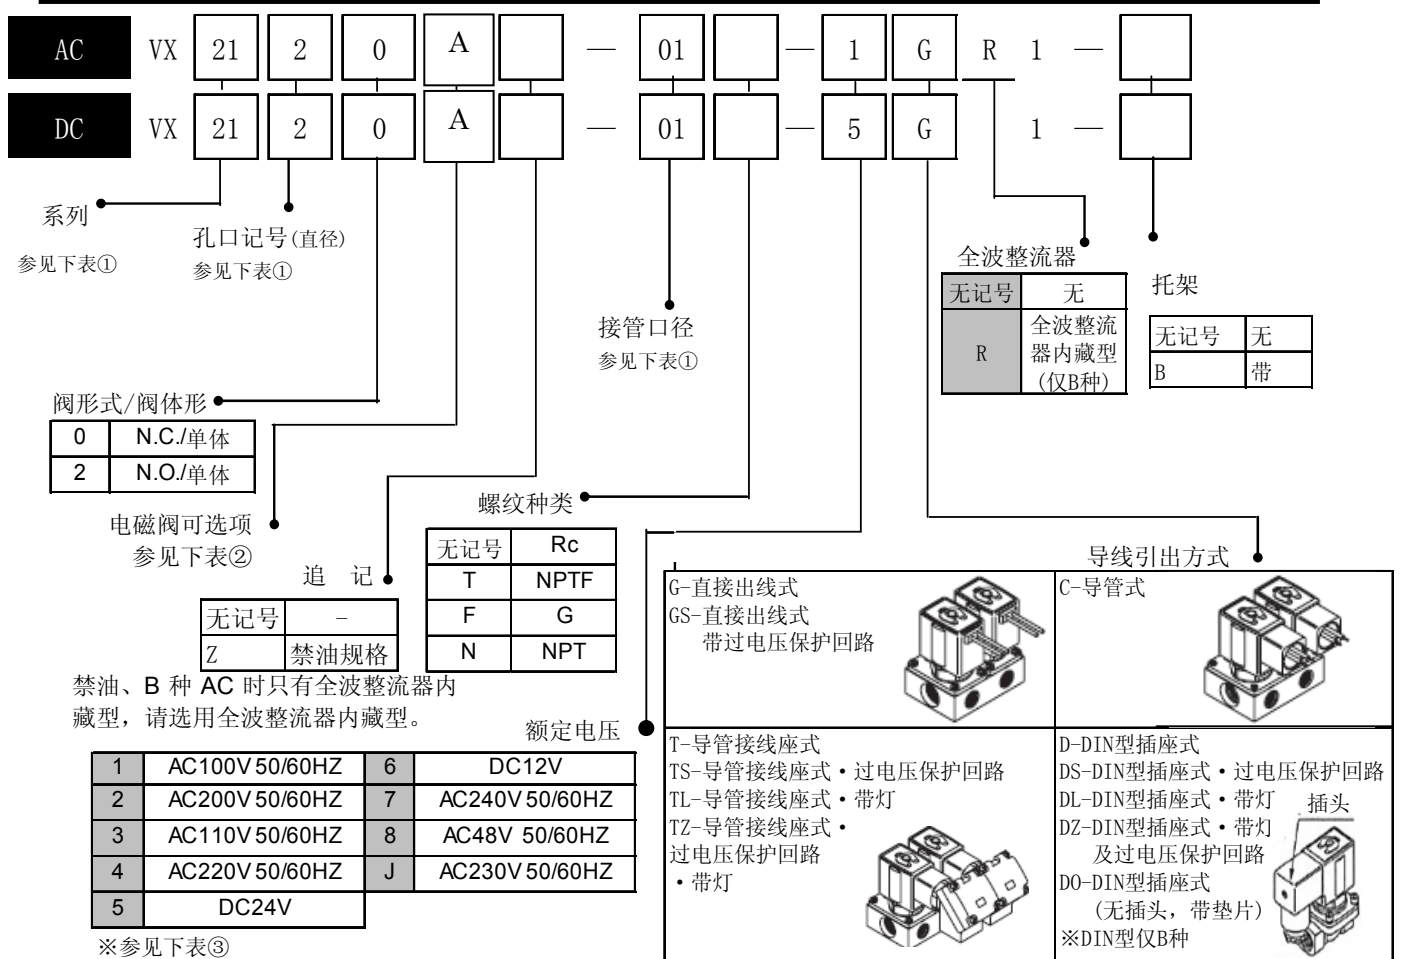 AC VX 21 2 0 A — 01 — 1 G R 1 —
DC VX 21 2 0 A — 01 — 5 G 1 —
系列
参见下表①
孔口记号(直径)
参见下表①
接管口径
参见下表①
全波整流器
无记号 无
R 全波整流
器内藏型
(仅B种)
托架
无记号 无
B 带
阀形式/阀体形
0 N.C./单体
2 N.O./单体
电磁阀可选项
参见下表②
追 记
无记号 −
Z 禁油规格
螺纹种类
无记号 Rc
T NPTF
F G
N NPT
禁油、B 种 AC 时只有全波整流器内
藏型，请选用全波整流器内藏型。
额定电压
1 AC100V 50/60HZ 6 DC12V
2 AC200V 50/60HZ 7 AC240V 50/60HZ
3 AC110V 50/60HZ 8 AC48V 50/60HZ
4 AC220V 50/60HZ J AC230V 50/60HZ
5 DC24V
※参见下表③
导线引出方式
G−直接出线式
GS−直接出线式
带过电压保护回路
C−导管式
T−导管接线座式
TS−导管接线座式・过电压保护回路
TL−导管接线座式・带灯
TZ−导管接线座式・
过电压保护回路
・带灯
D−DIN型插座式
DS−DIN型插座式・过电压保护回路
DL−DIN型插座式・带灯
DZ−DIN型插座式・带灯
及过电压保护回路
DO−DIN型插座式
(无插头，带垫片)
※DIN型仅B种
插头